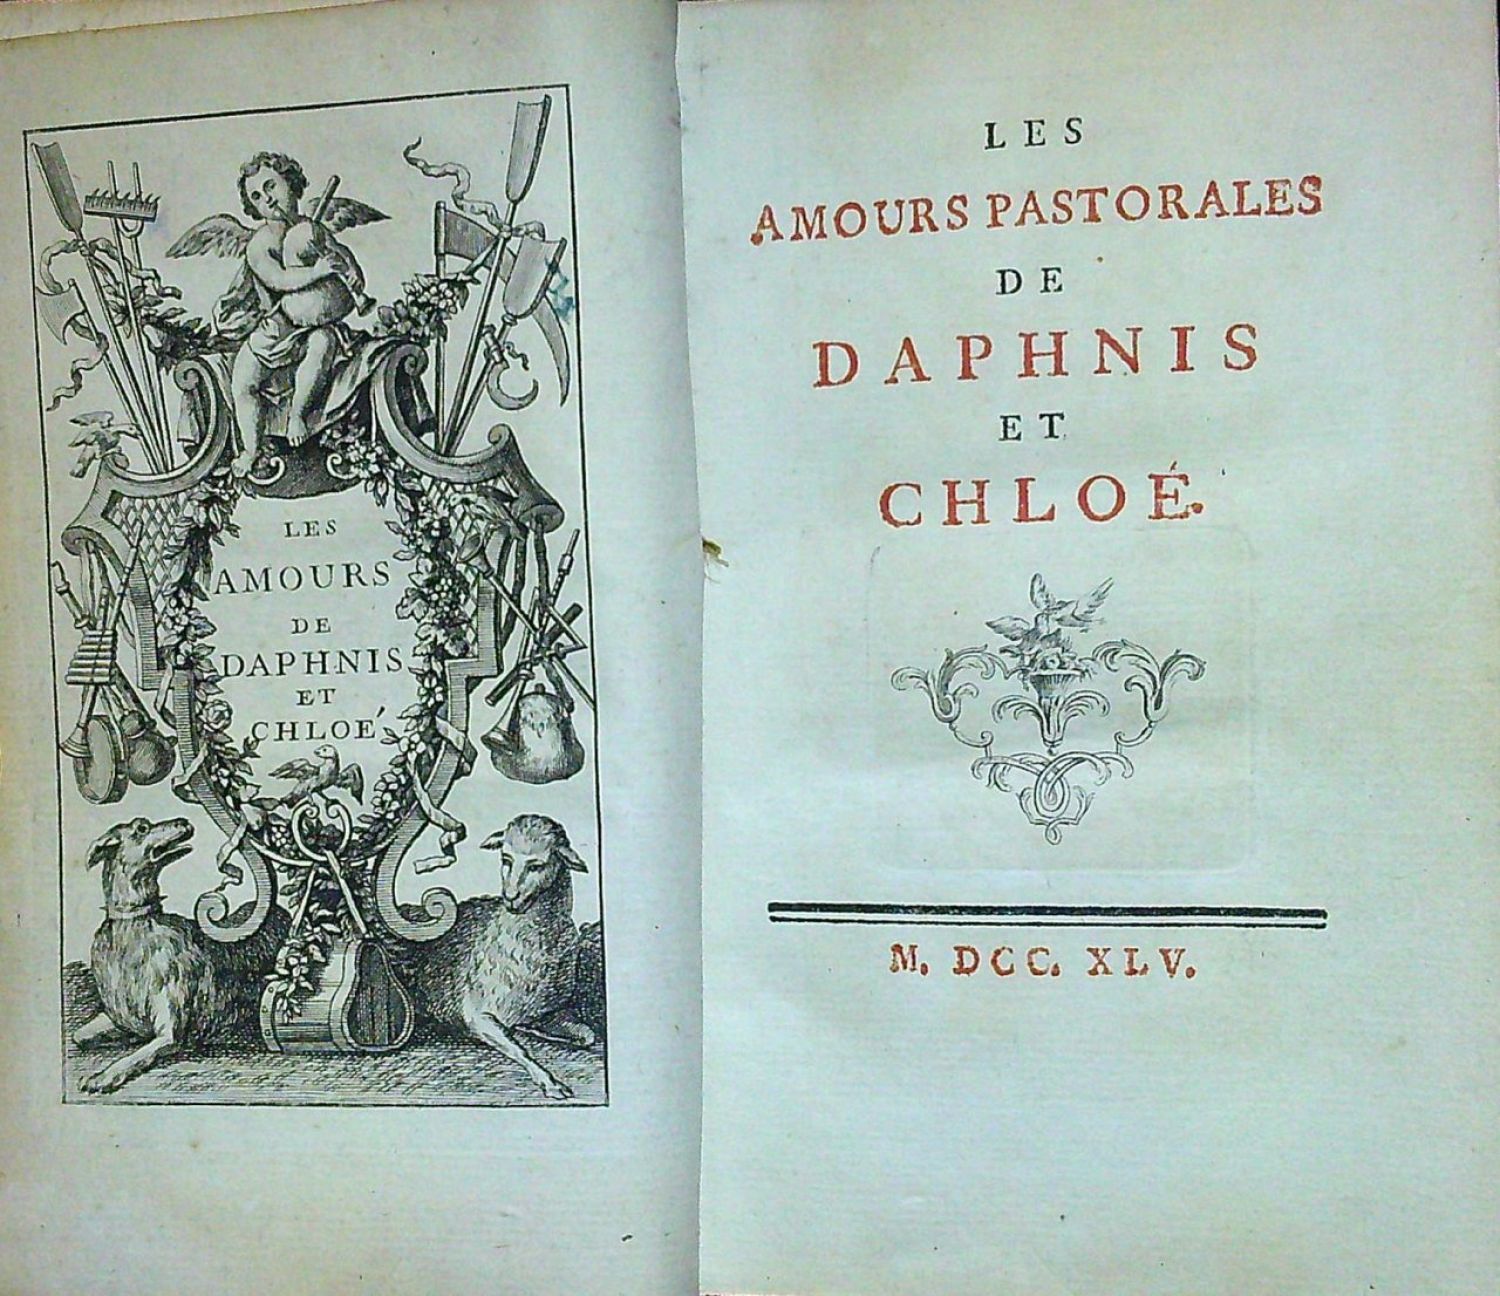 LES
AMOURS
DE
DAPHNIS
ET
CHLOÉ
LES
AMOURS PASTORALES
DE
DAPHNIS
ET
CHLOÉ.
M. DCC. XLV.